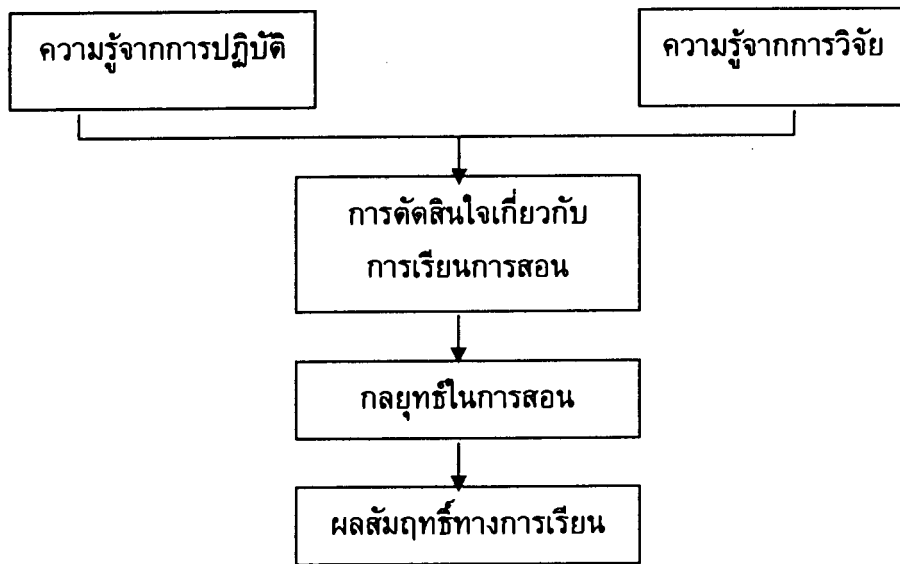 ความรู้จากการปฏิบัติ
ความรู้จากการวิจัย
การตัดสินใจเกี่ยวกับ
การเรียนการสอน
กลยุทธ์ในการสอน
ผลสัมฤทธิ์ทางการเรียน